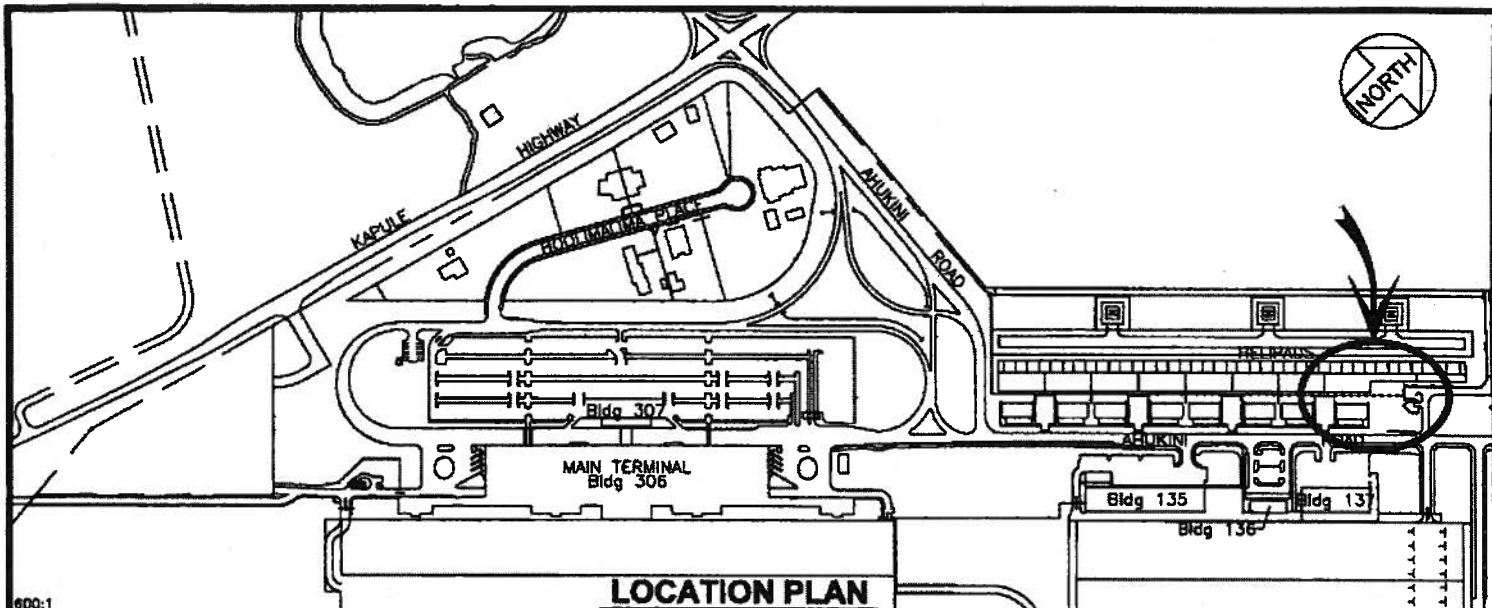 NORTH
HIGHWAY
KAPULE
HOOLIMALIMA PLACE
AHUKINI
ROAD
HELIPADS
Bldg 307
AHUKINI
ROAD
MAIN TERMINAL
Bldg 306
Bldg 135
Bldg 137
Bldg 136
LOCATION PLAN
600:1